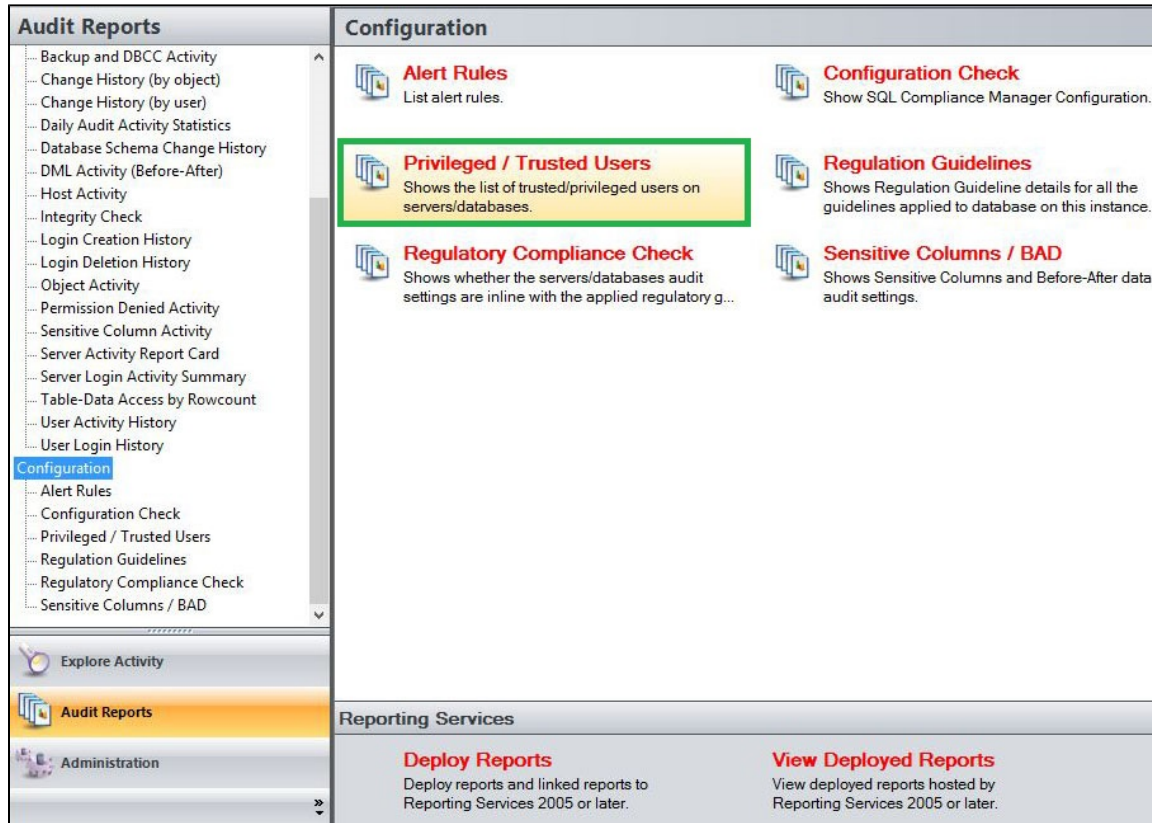 Audit Reports
Backup and DBCC Activity
Change History (by object)
Change History (by user)
Daily Audit Activity Statistics
Database Schema Change History
DML Activity (Before-After)
Host Activity
Integrity Check
Login Creation History
Login Deletion History
Object Activity
Permission Denied Activity
Sensitive Column Activity
Server Activity Report Card
Server Login Activity Summary
Table-Data Access by Rowcount
User Activity History
User Login History
Configuration
Alert Rules
Configuration Check
Privileged / Trusted Users
Regulation Guidelines
Regulatory Compliance Check
Sensitive Columns / BAD
Explore Activity
Audit Reports
Administration
Configuration
Alert Rules
List alert rules.
Configuration Check
Show SQL Compliance Manager Configuration.
Privileged / Trusted Users
Shows the list of trusted/privileged users on
servers/databases.
Regulation Guidelines
Shows Regulation Guideline details for all the
guidelines applied to database on this instance.
Regulatory Compliance Check
Shows whether the servers/databases audit
settings are inline with the applied regulatory g...
Sensitive Columns / BAD
Shows Sensitive Columns and Before-After data
audit settings.
Reporting Services
Deploy Reports
Deploy reports and linked reports to
Reporting Services 2005 or later.
View Deployed Reports
View deployed reports hosted by
Reporting Services 2005 or later.